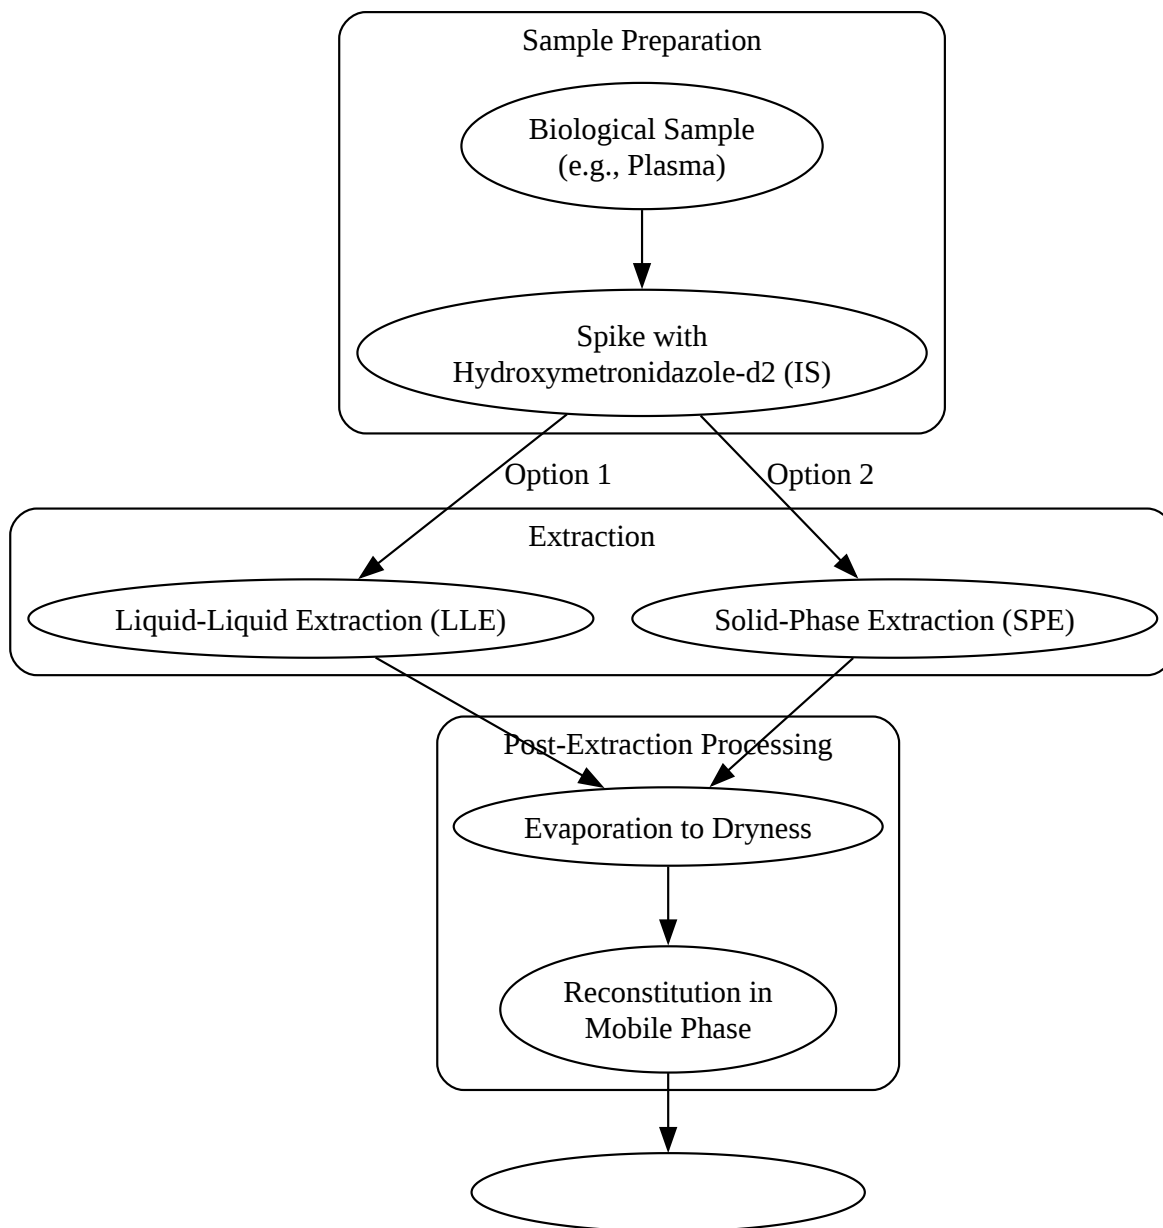 Sample Preparation
Biological Sample
(e.g., Plasma)
Spike with
Hydroxymetronidazole-d2 (IS)
Option 1
Option 2
Extraction
Liquid-Liquid Extraction (LLE)
Solid-Phase Extraction (SPE)
Post-Extraction Processing
Evaporation to Dryness
Reconstitution in
Mobile Phase